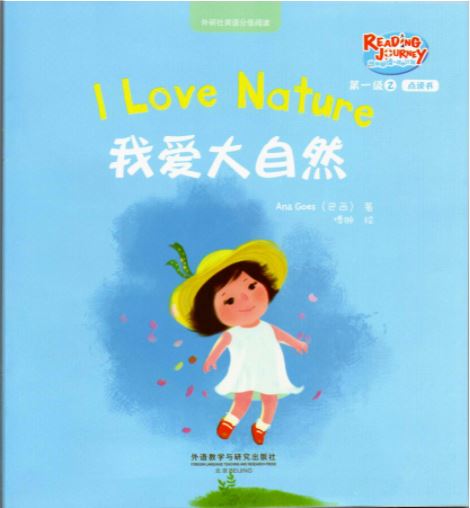 外研社英语分级阅读
READING
JOURNEY
第一级 2 点读书
I Love Nature
我爱大自然
Ana Goes（巴西） 著
绘
外语教学与研究出版社
FOREIGN LANGUAGE TEACHING AND RESEARCH PRESS
北京 BEIJING